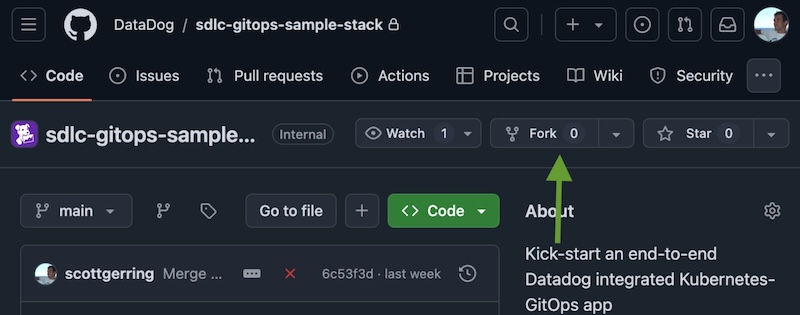 DataDog / sdlc-gitops-sample-stack
Code Issues Pull requests Actions Projects Wiki Security
sdlc-gitops-sample... Internal Watch 1 Fork 0 Star 0
main Go to file Code
About
scottgerring Merge ... 6c53f3d · last week
Kick-start an end-to-end
Datadog integrated Kubernetes-
GitOps app